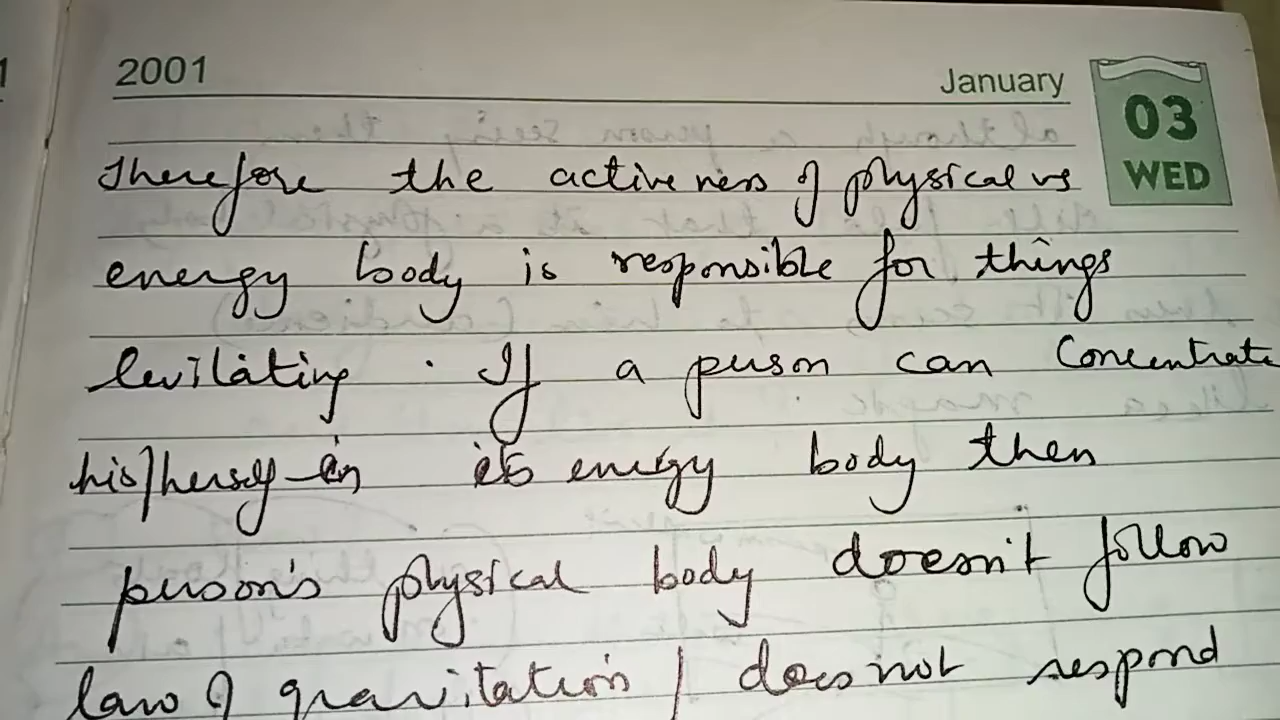 2001
January
03
WED
Therefore the activeness of physical vs
energy body is responsible for things
levitating . If a person can Concentrate
his/herself in its energy body then
person's physical body doesn't follow
law of gravitation / does not respond